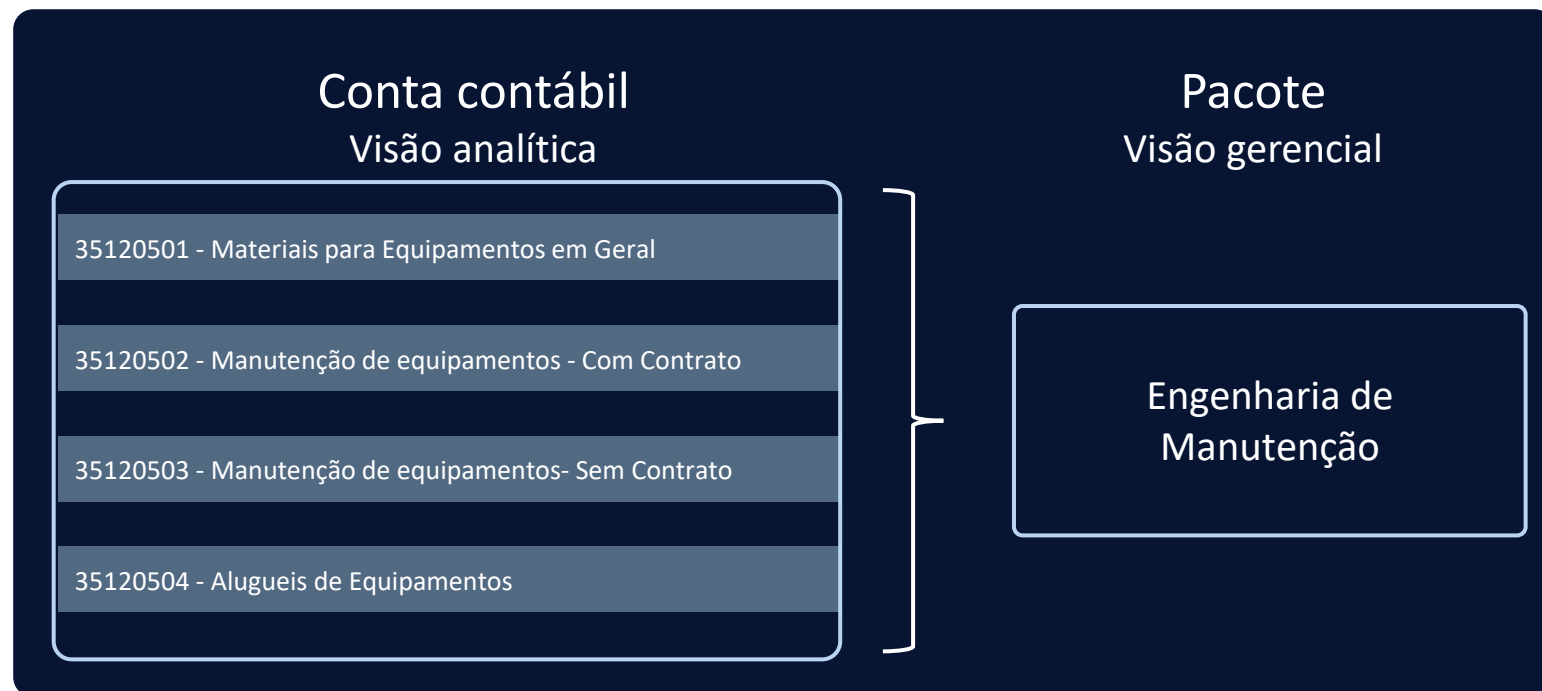 Conta contábil
Visão analítica
35120501 - Materiais para Equipamentos em Geral
35120502 - Manutenção de equipamentos - Com Contrato
35120503 - Manutenção de equipamentos- Sem Contrato
35120504 - Alugueis de Equipamentos
Pacote
Visão gerencial
Engenharia de
Manutenção